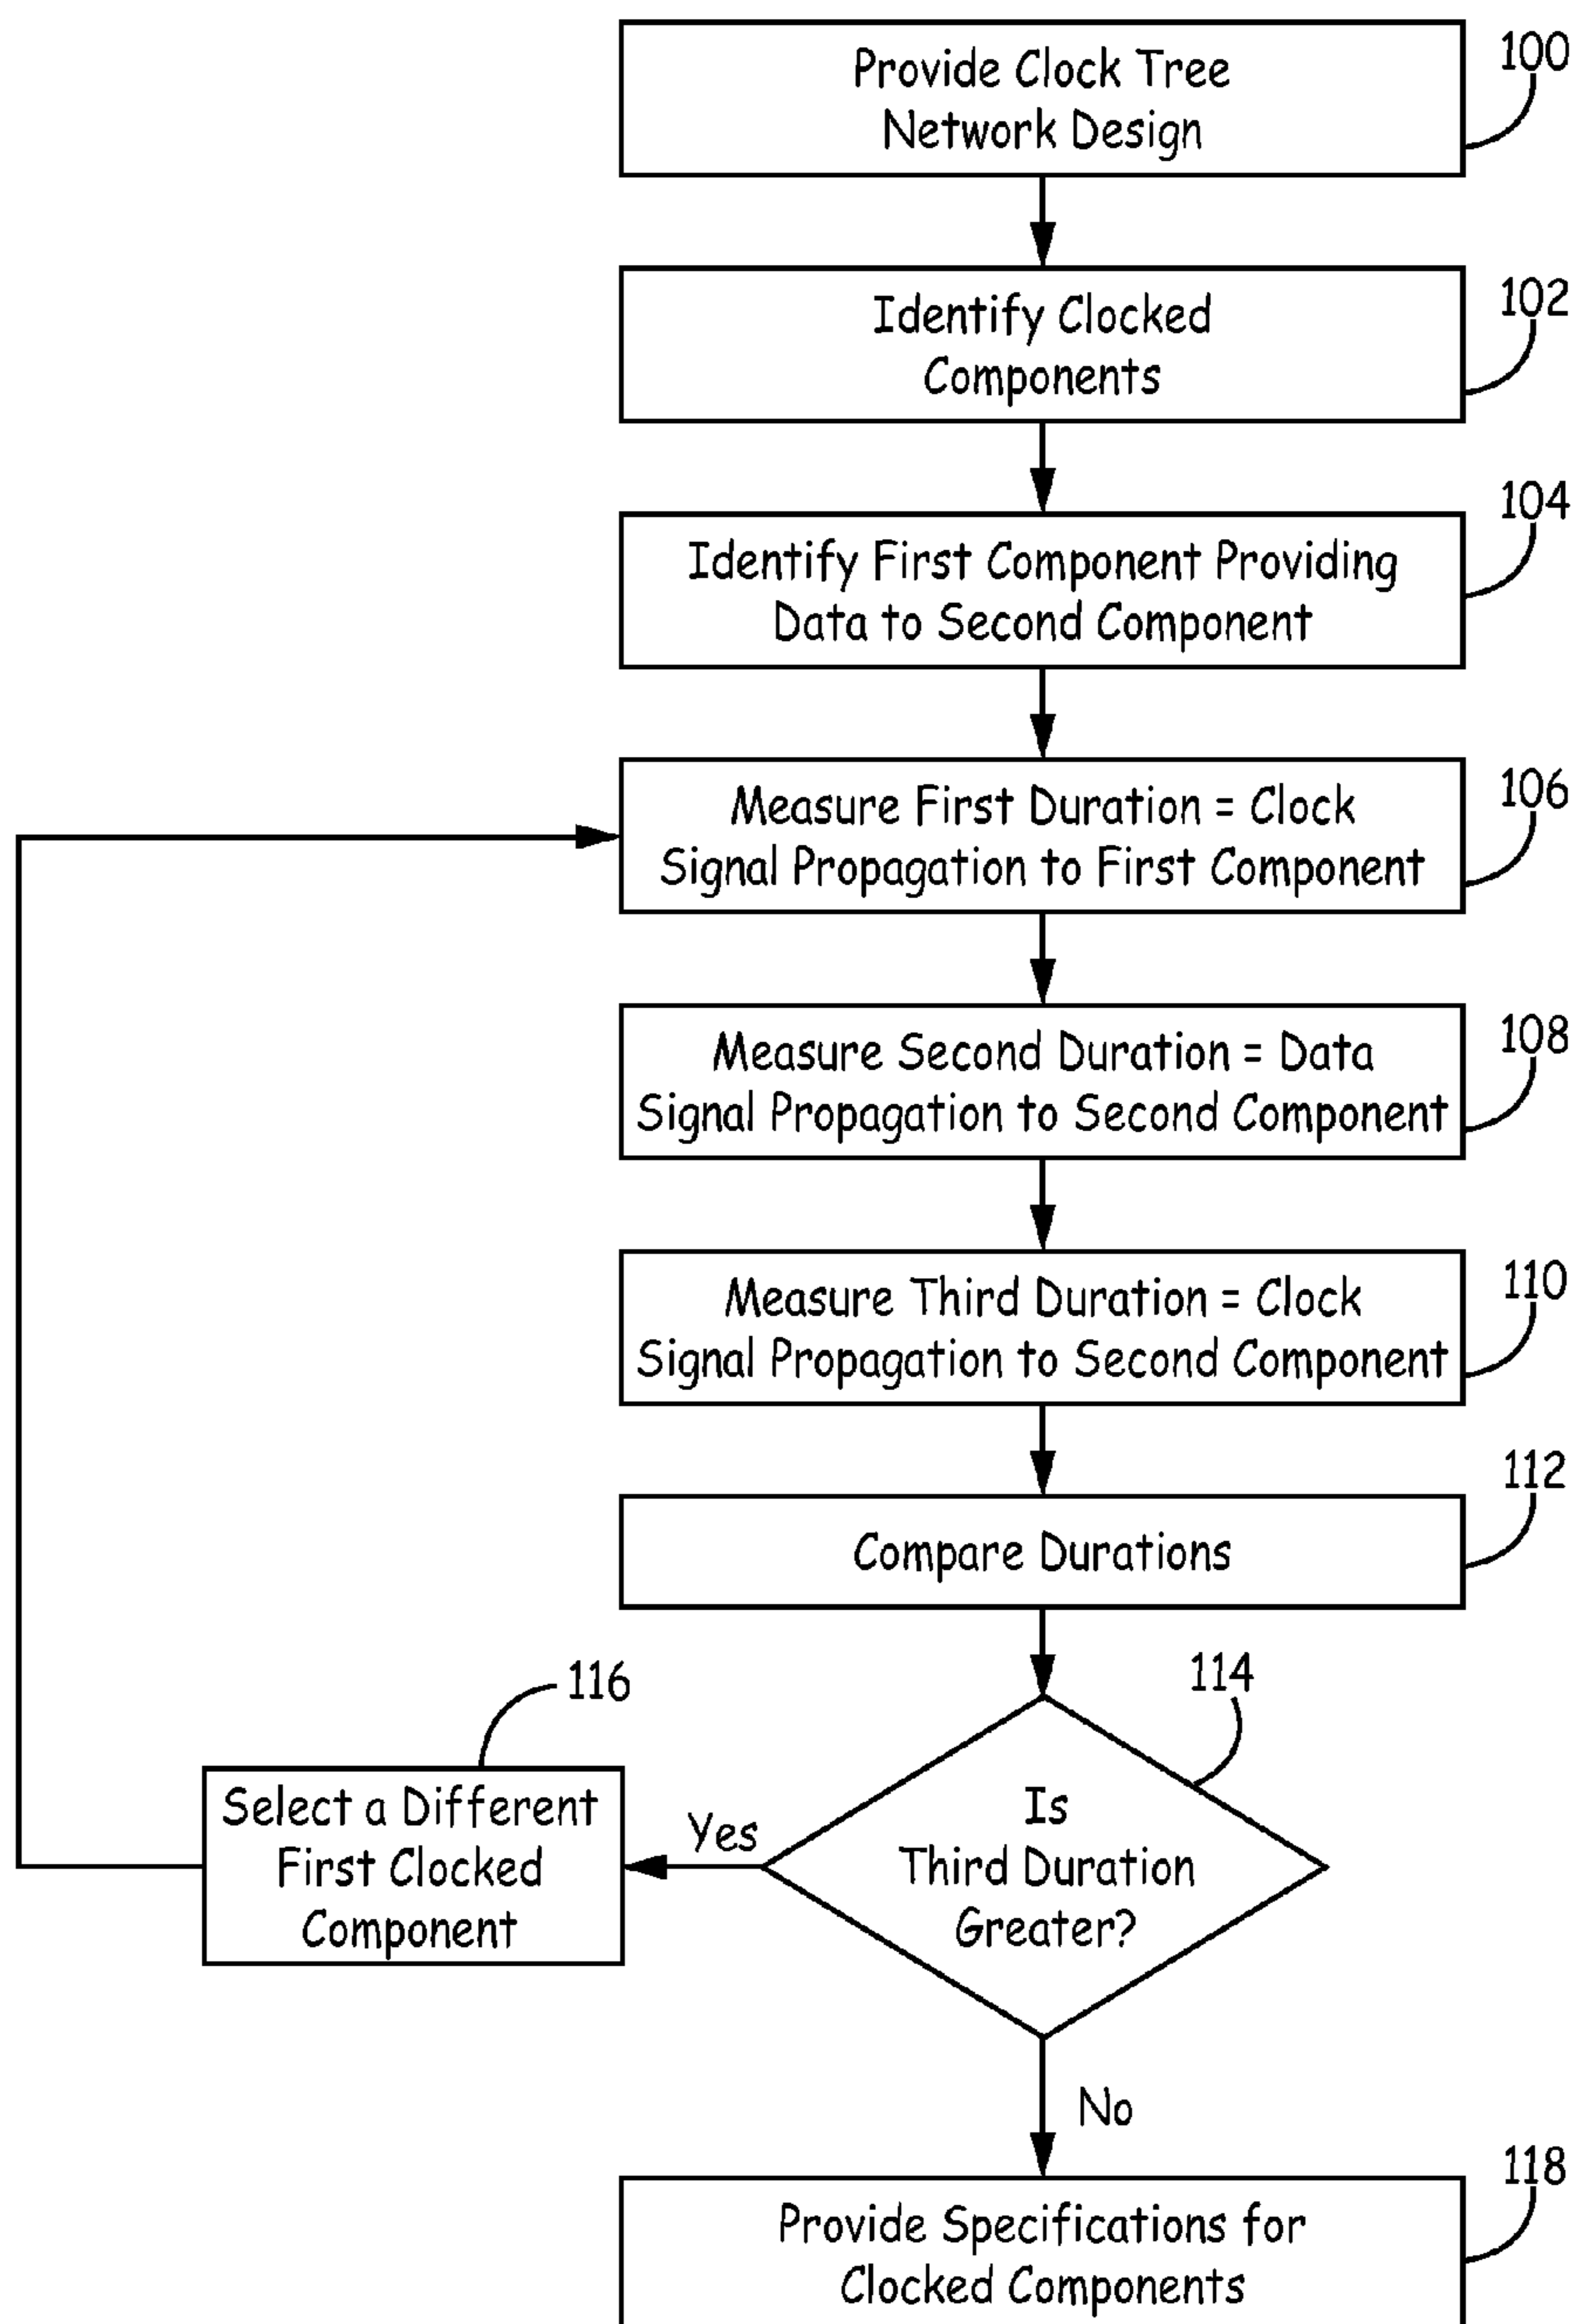 Provide Clock Tree
Network Design
100
Identify Clocked
Components
102
Identify First Component Providing
Data to Second Component
104
Measure First Duration = Clock
Signal Propagation to First Component
106
Measure Second Duration = Data
Signal Propagation to Second Component
108
Measure Third Duration = Clock
Signal Propagation to Second Component
110
Compare Durations
112
Is
Third Duration
Greater?
114
Yes
Select a Different
First Clocked
Component
116
No
Provide Specifications for
Clocked Components
118